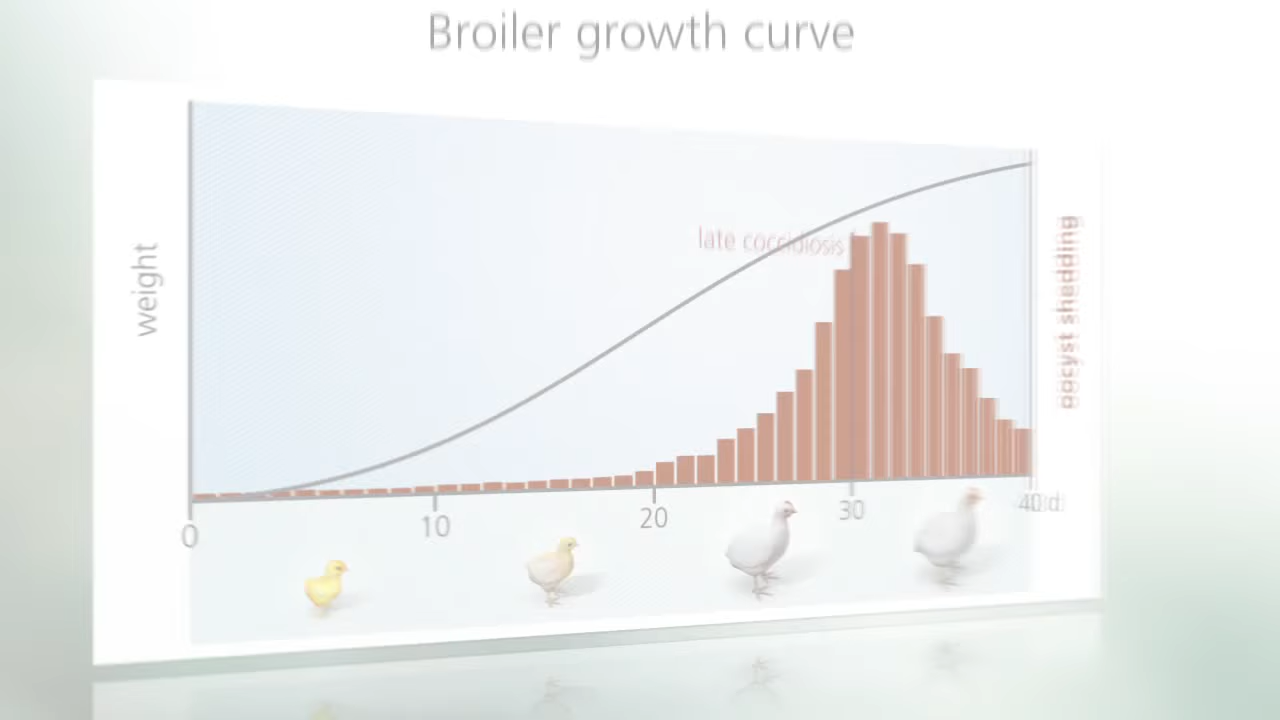 Broiler growth curve
weight
late coccidiosis
oocyst shedding
0
10
20
30
40